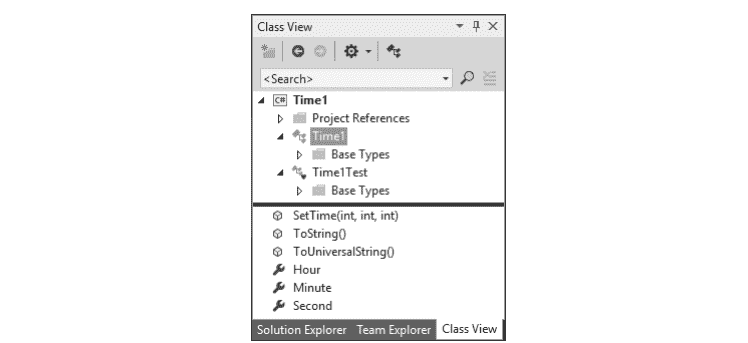 Class View
<Search>
C# Time1
Project References
Time1
Base Types
Time1Test
Base Types
SetTime(int, int, int)
ToString()
ToUniversalString()
Hour
Minute
Second
Solution Explorer Team Explorer Class View